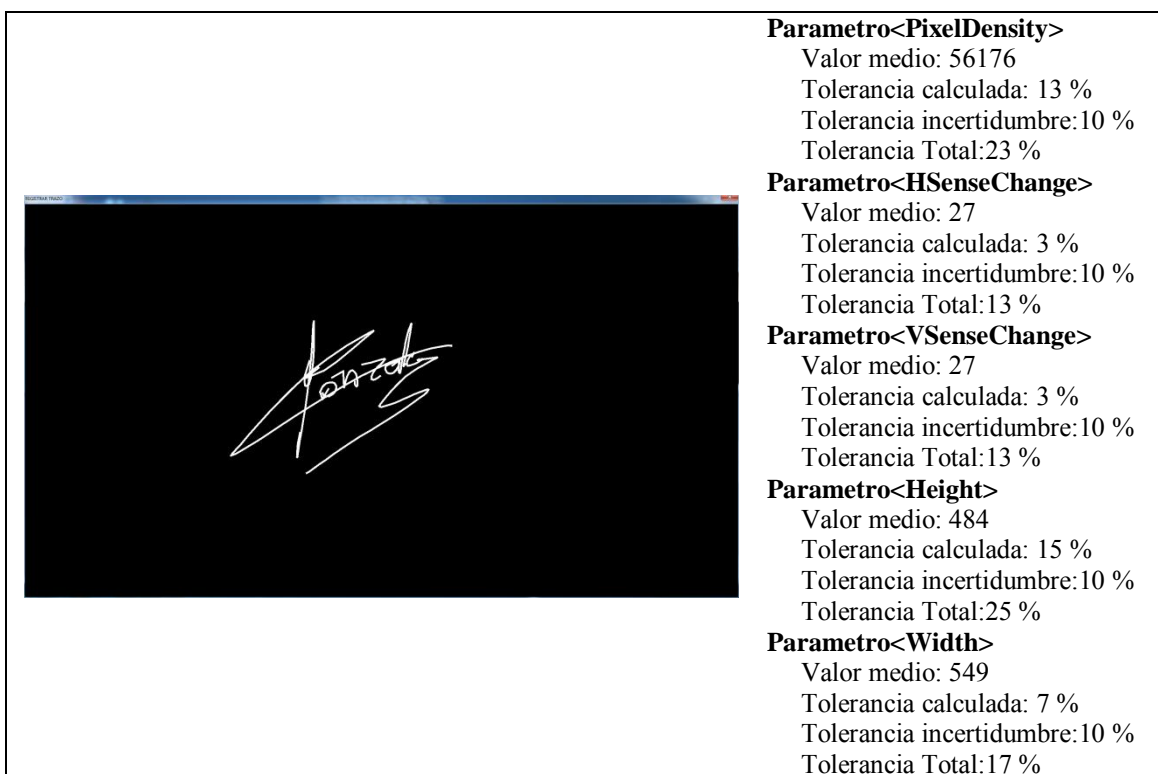 REGISTRAR TRAZO
Parametro<PixelDensity>
Valor medio: 56176
Tolerancia calculada: 13 %
Tolerancia incertidumbre:10 %
Tolerancia Total:23 %
Parametro<HSenseChange>
Valor medio: 27
Tolerancia calculada: 3 %
Tolerancia incertidumbre:10 %
Tolerancia Total:13 %
Parametro<VSenseChange>
Valor medio: 27
Tolerancia calculada: 3 %
Tolerancia incertidumbre:10 %
Tolerancia Total:13 %
Parametro<Height>
Valor medio: 484
Tolerancia calculada: 15 %
Tolerancia incertidumbre:10 %
Tolerancia Total:25 %
Parametro<Width>
Valor medio: 549
Tolerancia calculada: 7 %
Tolerancia incertidumbre:10 %
Tolerancia Total:17 %